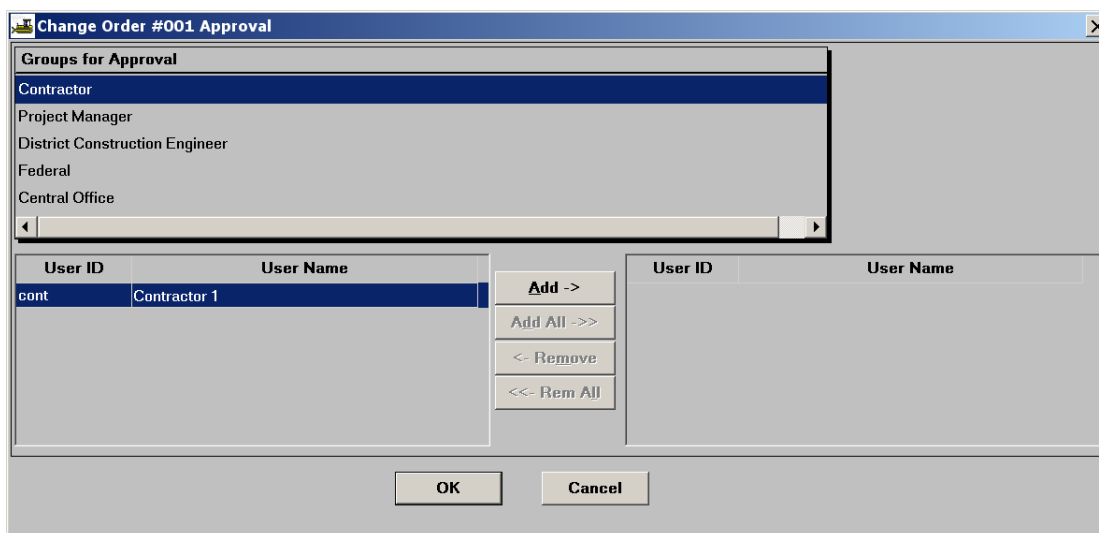 Change Order #001 Approval
Groups for Approval
Contractor
Project Manager
District Construction Engineer
Federal
Central Office
User ID User Name
cont Contractor 1
Add ->
Add All ->>
<- Remove
<<- Rem All
User ID User Name
OK Cancel